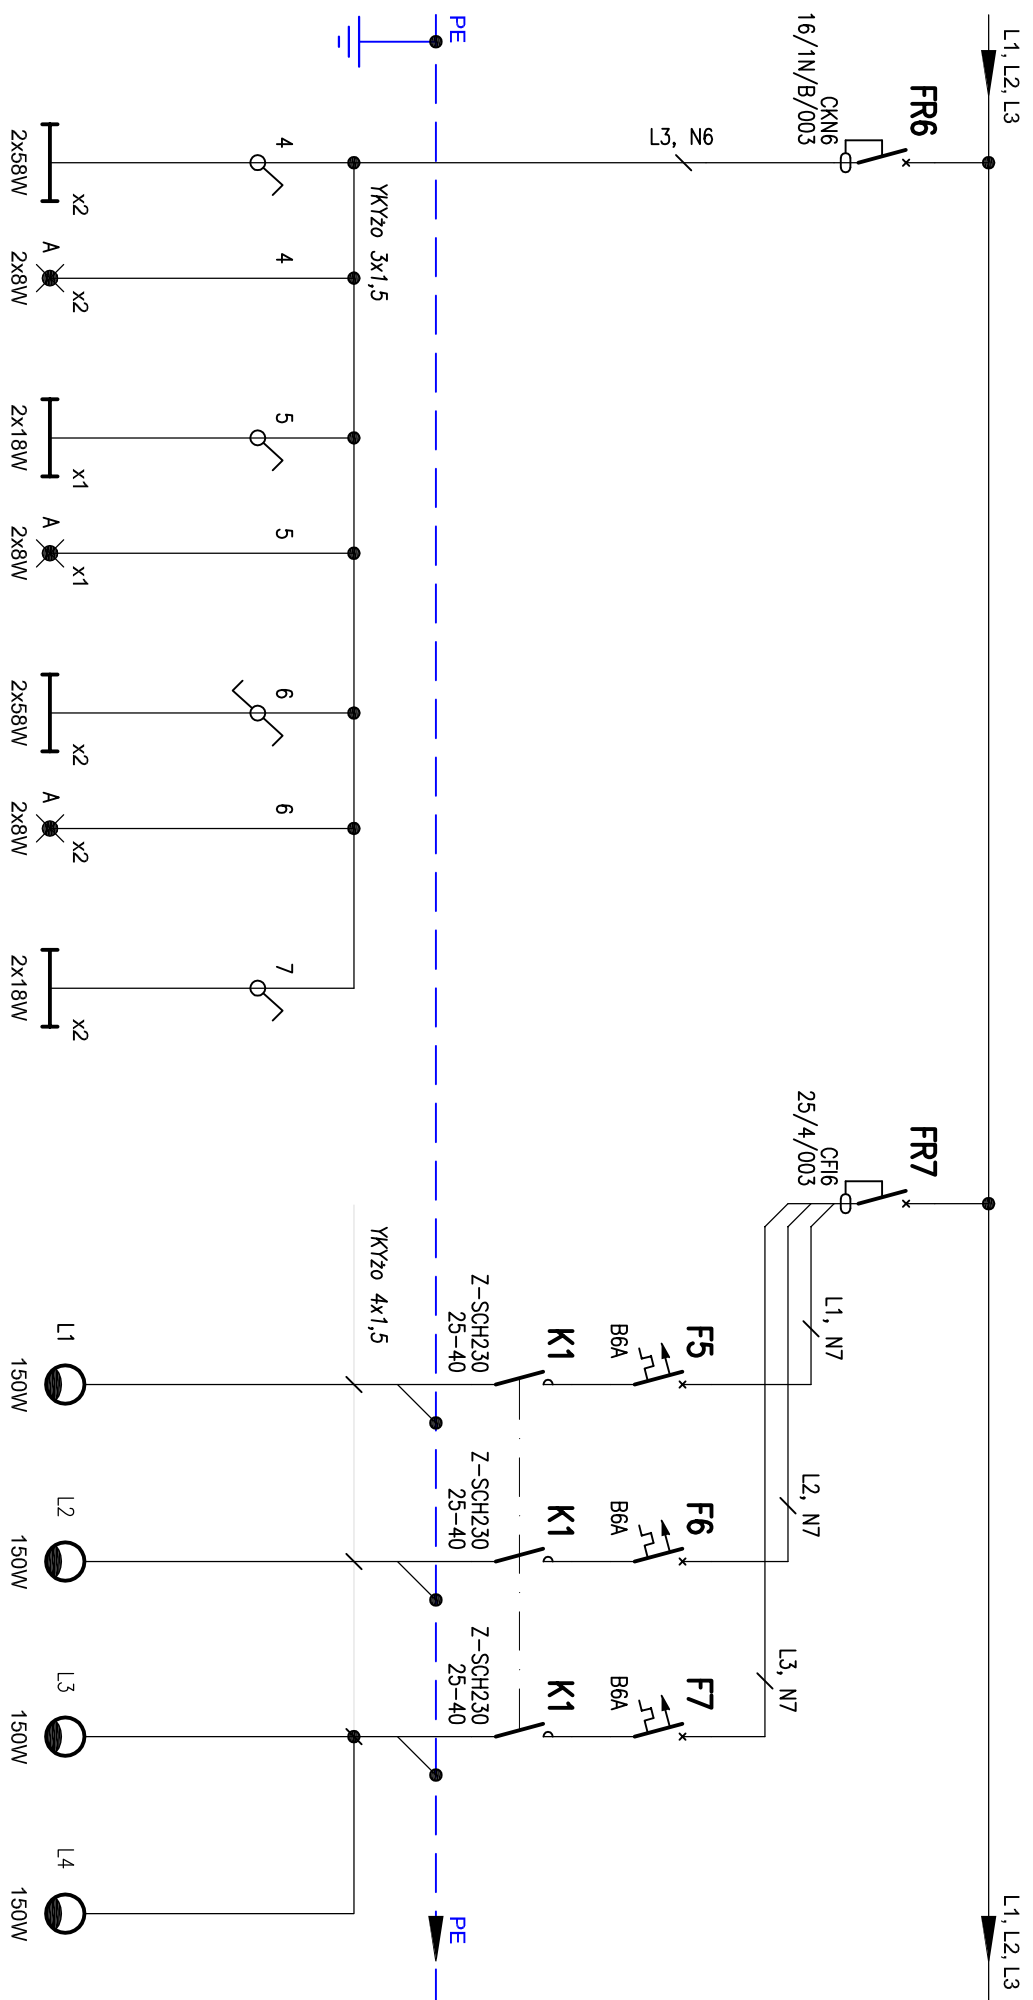 L1, L2, L3
L1, L2, L3
FR6
CKN6
16/1N/B/003
L3, N6
FR7
CFI6
25/4/003
L1, N7
L2, N7
L3, N7
F5
B6A
F6
B6A
F7
B6A
K1
Z-SCH230
25-40
K1
Z-SCH230
25-40
K1
Z-SCH230
25-40
PE
PE
YKYżo 3x1,5
YKYżo 4x1,5
4
4
5
5
6
6
7
x2
2x58W
A
x2
2x8W
x1
2x18W
A
x1
2x8W
x2
2x58W
A
x2
2x8W
x2
2x18W
L1
150W
L2
150W
L3
150W
L4
150W